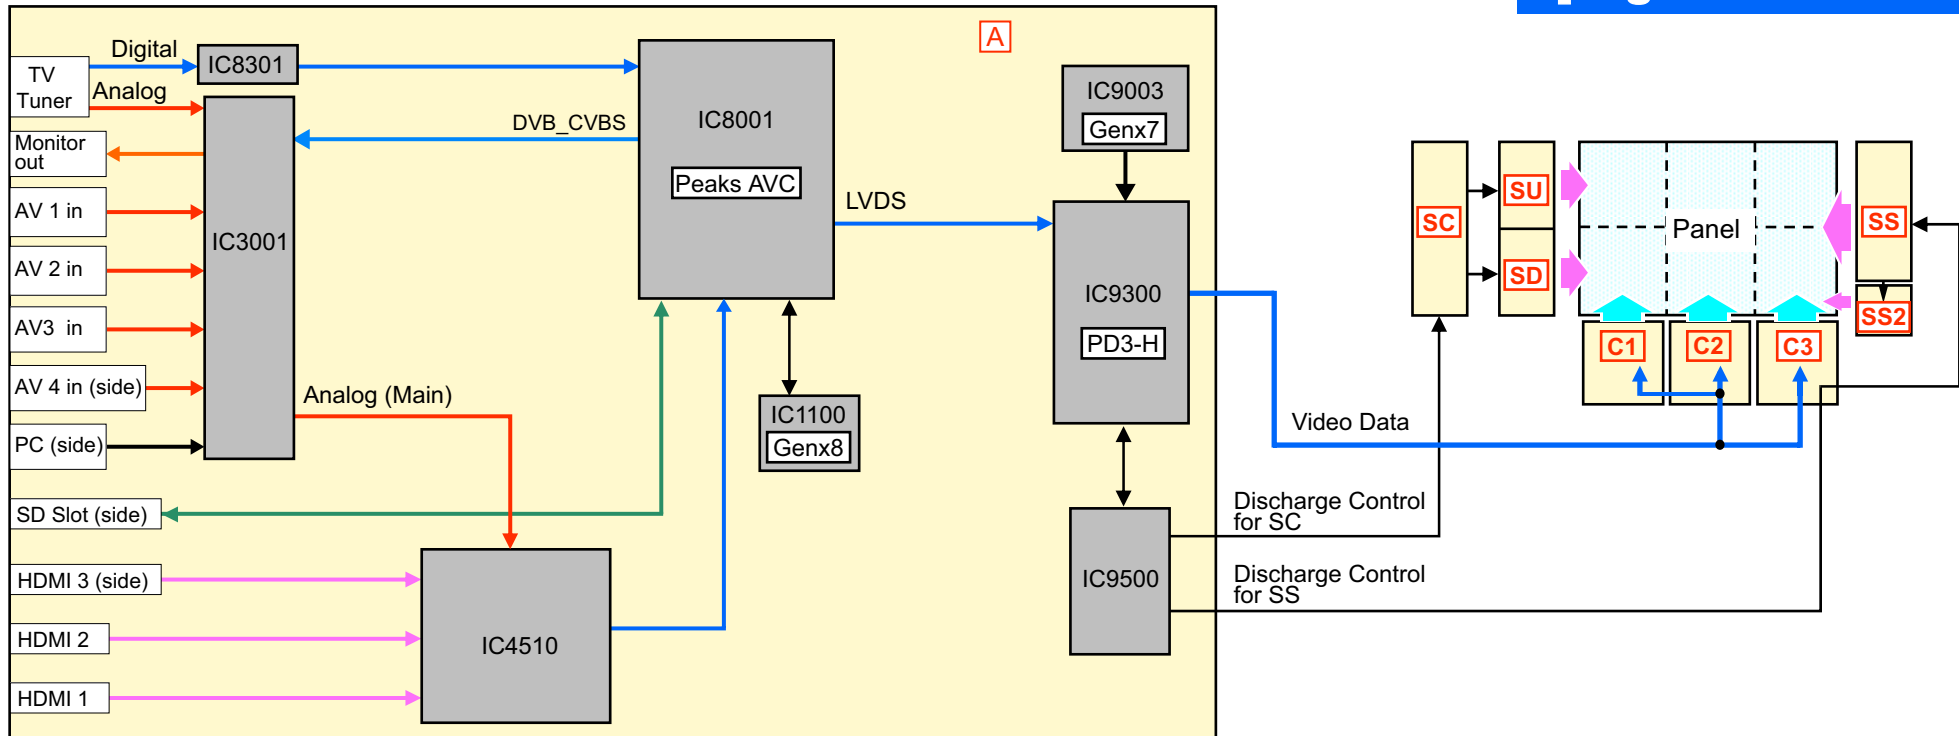 A
Digital
IC8301
TV
Tuner
Analog
Monitor
out
DVB_CVBS
IC8001
Peaks AVC
IC9003
Genx7
AV 1 in
IC3001
LVDS
AV 2 in
AV3 in
AV 4 in (side)
Analog (Main)
PC (side)
IC1100
Genx8
IC9300
PD3-H
SD Slot (side)
HDMI 3 (side)
HDMI 2
HDMI 1
IC4510
IC9500
Video Data
Discharge Control
for SC
Discharge Control
for SS
SC
SU
SD
Panel
SS
SS2
C1
C2
C3